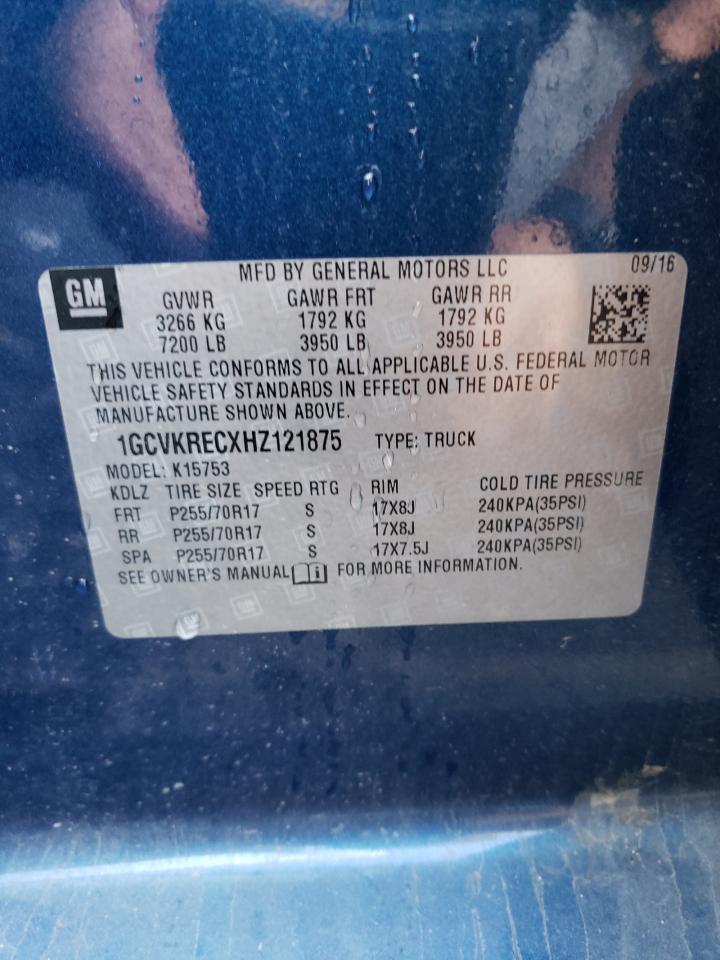 GM
MFD BY GENERAL MOTORS LLC 09/16
GVWR GAWR FRT GAWR RR
3266 KG 1792 KG 1792 KG
7200 LB 3950 LB 3950 LB
THIS VEHICLE CONFORMS TO ALL APPLICABLE U.S. FEDERAL MOTOR
VEHICLE SAFETY STANDARDS IN EFFECT ON THE DATE OF
MANUFACTURE SHOWN ABOVE.
1GCVKRECXHZ121875 TYPE: TRUCK
MODEL: K15753
KDLZ TIRE SIZE SPEED RTG RIM COLD TIRE PRESSURE
FRT P255/70R17 S 17X8J 240KPA(35PSI)
RR P255/70R17 S 17X8J 240KPA(35PSI)
SPA P255/70R17 S 17X7.5J 240KPA(35PSI)
SEE OWNER'S MANUAL FOR MORE INFORMATION.